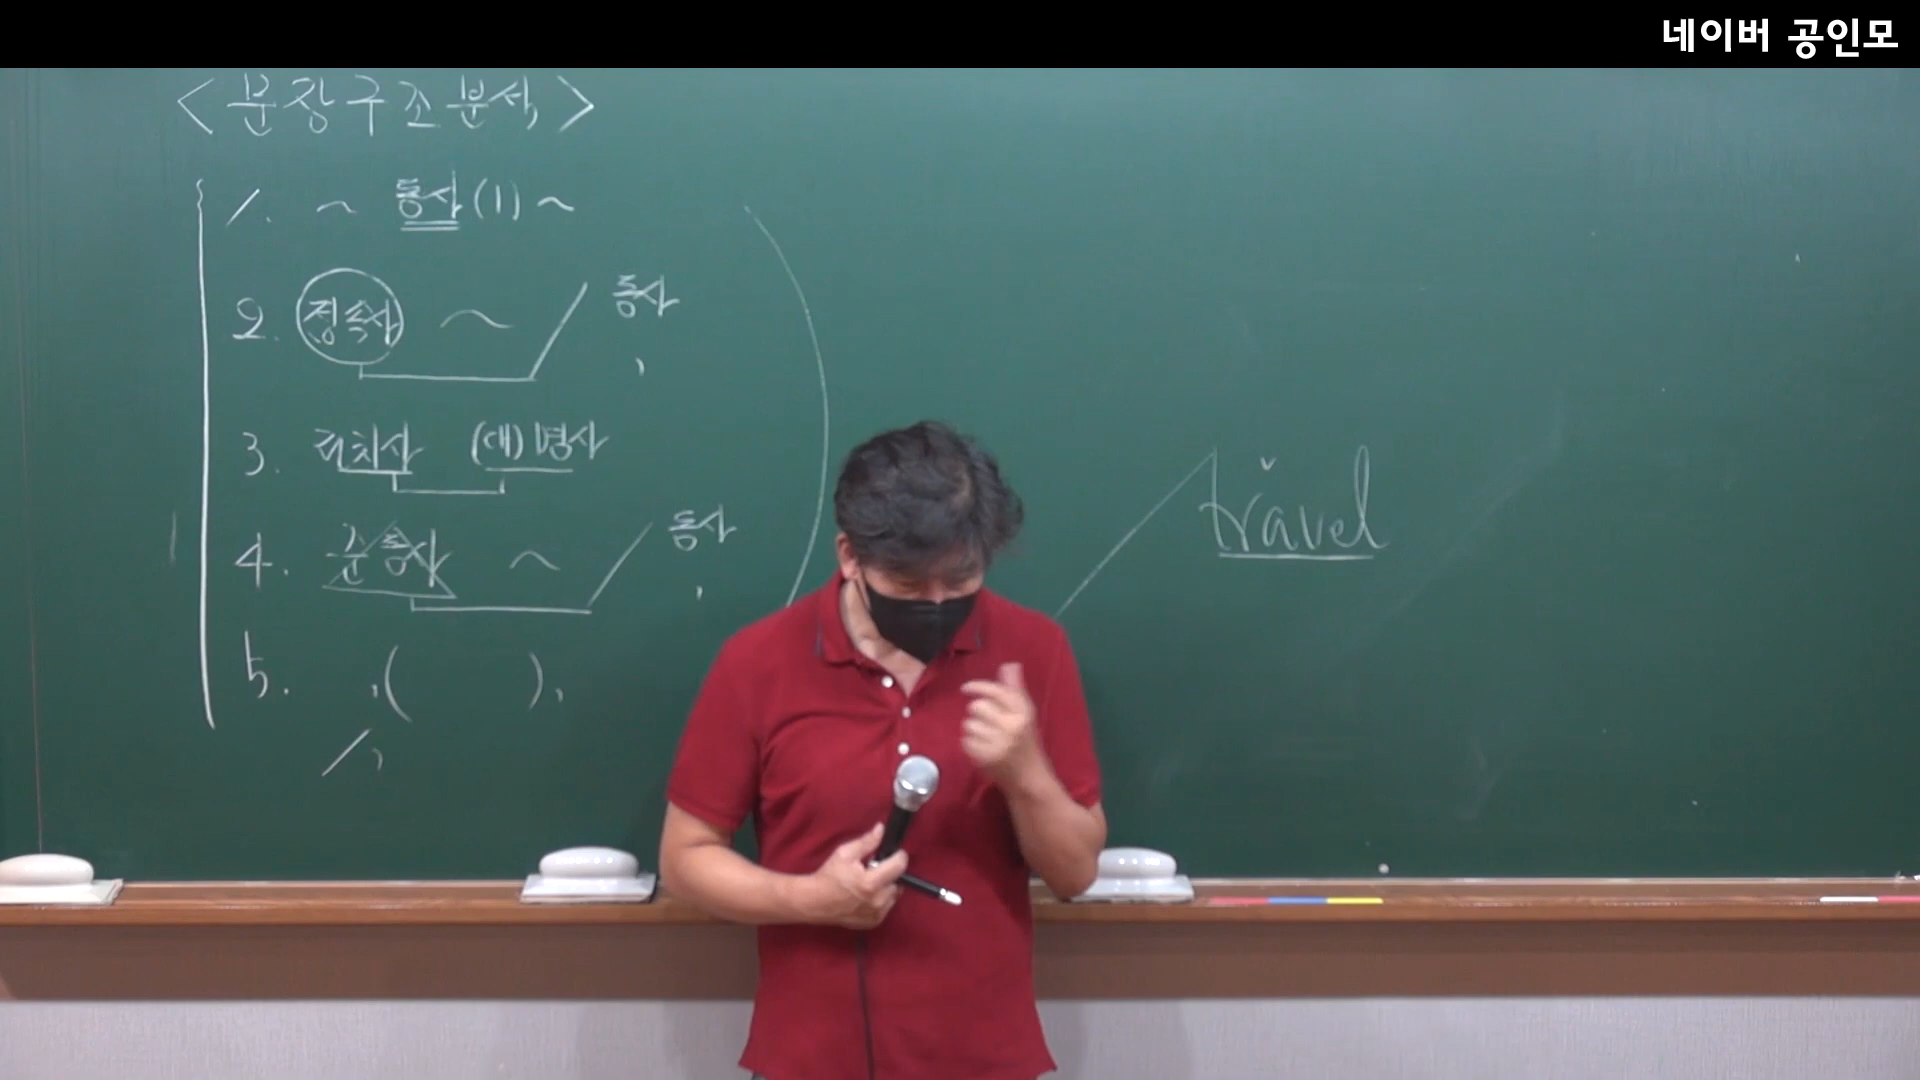 네이버 공인모
<문장구조분석>
1. ~ 동사(1) ~
2. 접속사 ~ / 동사 ,
3. 전치사 (대)명사
4. 준동사 ~ / 동사 ,
5. ,( ),
/,
travel